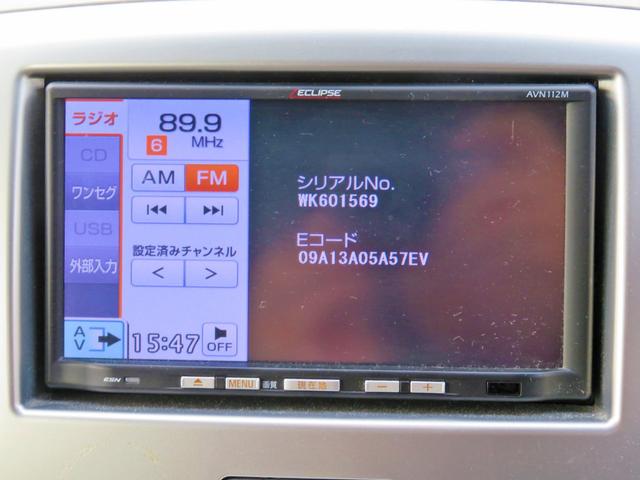 ECLIPSE
AVN112M
ラジオ
CD
ワンセグ
USB
外部入力
AV
89.9
6 MHz
AM FM
設定済みチャンネル
< >
15:47
OFF
シリアルNo.
WK601569
Eコード
09A13A05A57EV
ESN
MENU 画質 現在地 − +